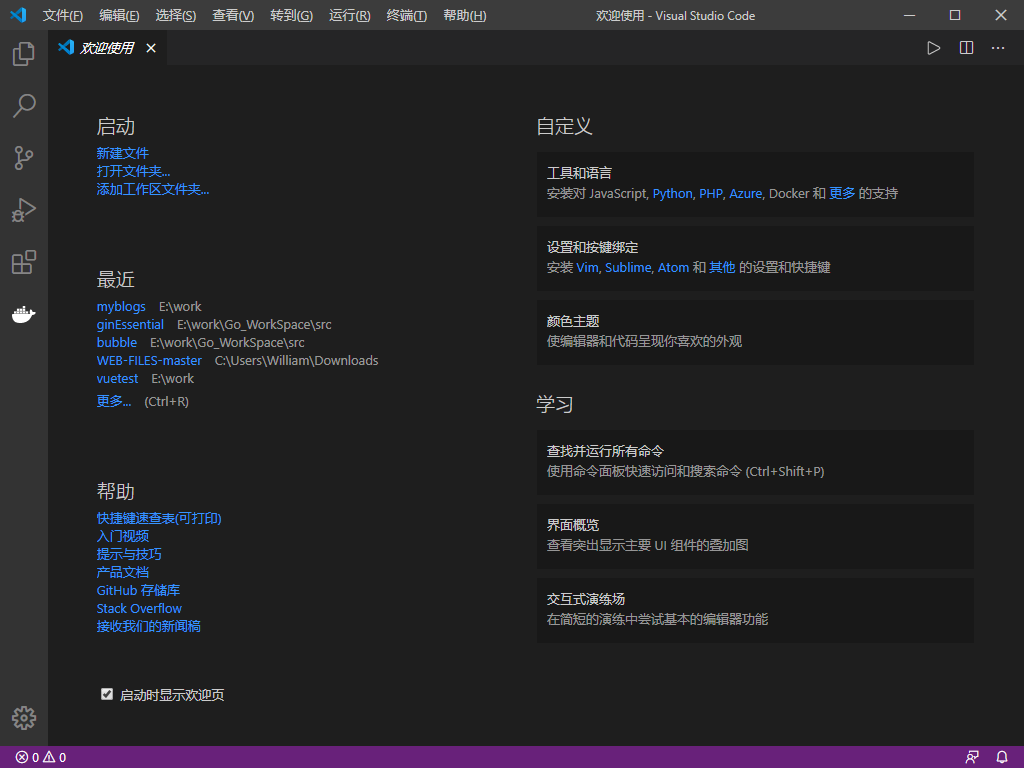 文件(F) 编辑(E) 选择(S) 查看(V) 转到(G) 运行(R) 终端(T) 帮助(H) 欢迎使用 - Visual Studio Code
欢迎使用
启动
新建文件
打开文件夹...
添加工作区文件夹...
最近
myblogs E:\work
ginEssential E:\work\Go_WorkSpace\src
bubble E:\work\Go_WorkSpace\src
WEB-FILES-master C:\Users\William\Downloads
vuetest E:\work
更多... (Ctrl+R)
帮助
快捷键速查表(可打印)
入门视频
提示与技巧
产品文档
GitHub 存储库
Stack Overflow
接收我们的新闻稿
启动时显示欢迎页
自定义
工具和语言
安装对 JavaScript, Python, PHP, Azure, Docker 和 更多 的支持
设置和按键绑定
安装 Vim, Sublime, Atom 和 其他 的设置和快捷键
颜色主题
使编辑器和代码呈现你喜欢的外观
学习
查找并运行所有命令
使用命令面板快速访问和搜索命令 (Ctrl+Shift+P)
界面概览
查看突出显示主要 UI 组件的叠加图
交互式演练场
在简短的演练中尝试基本的编辑器功能
0 0